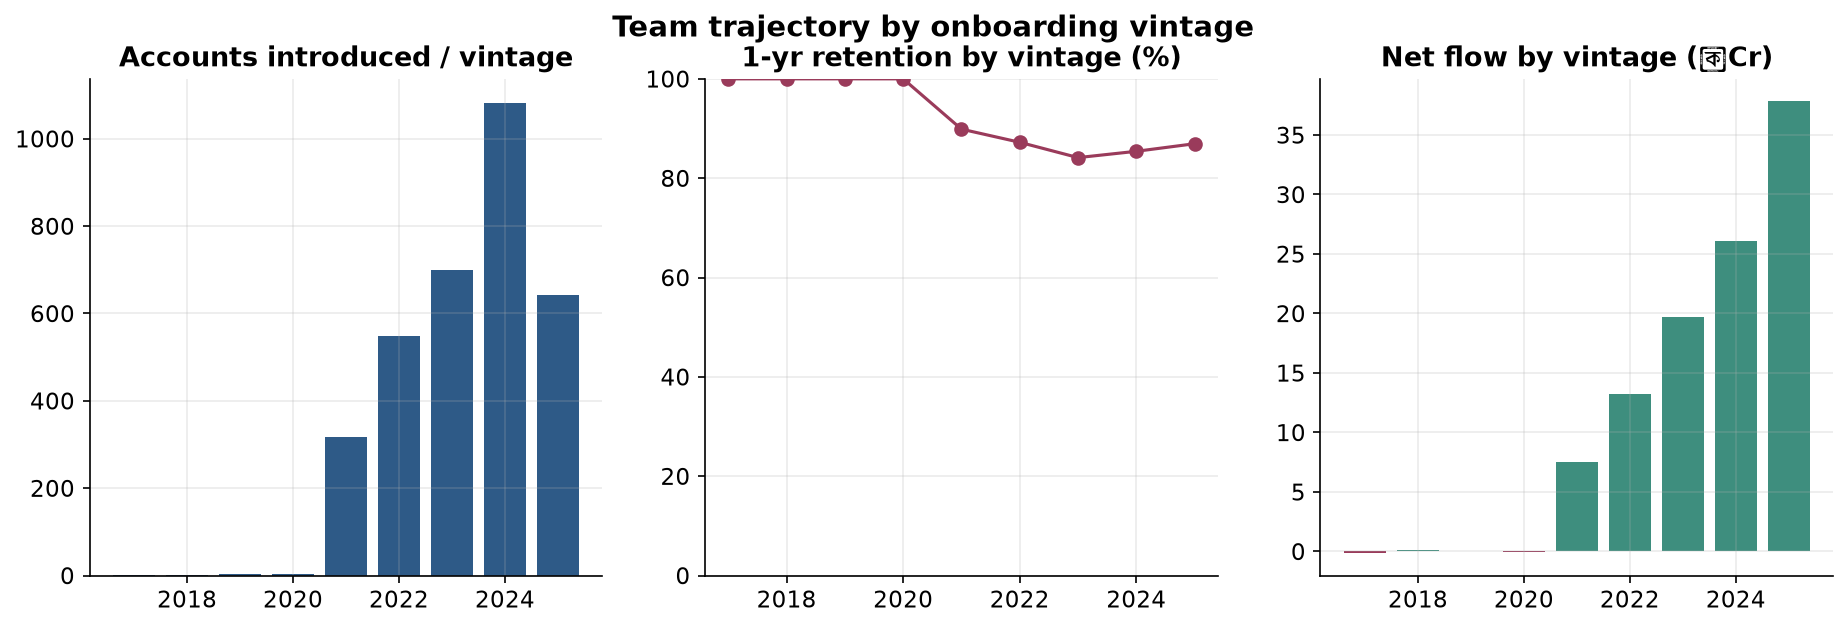 Team trajectory by onboarding vintage
Accounts introduced / vintage
1000
800
600
400
200
0
2018 2020 2022 2024
1-yr retention by vintage (%)
100
80
60
40
20
0
2018 2020 2022 2024
Net flow by vintage (Cr)
35
30
25
20
15
10
5
0
2018 2020 2022 2024